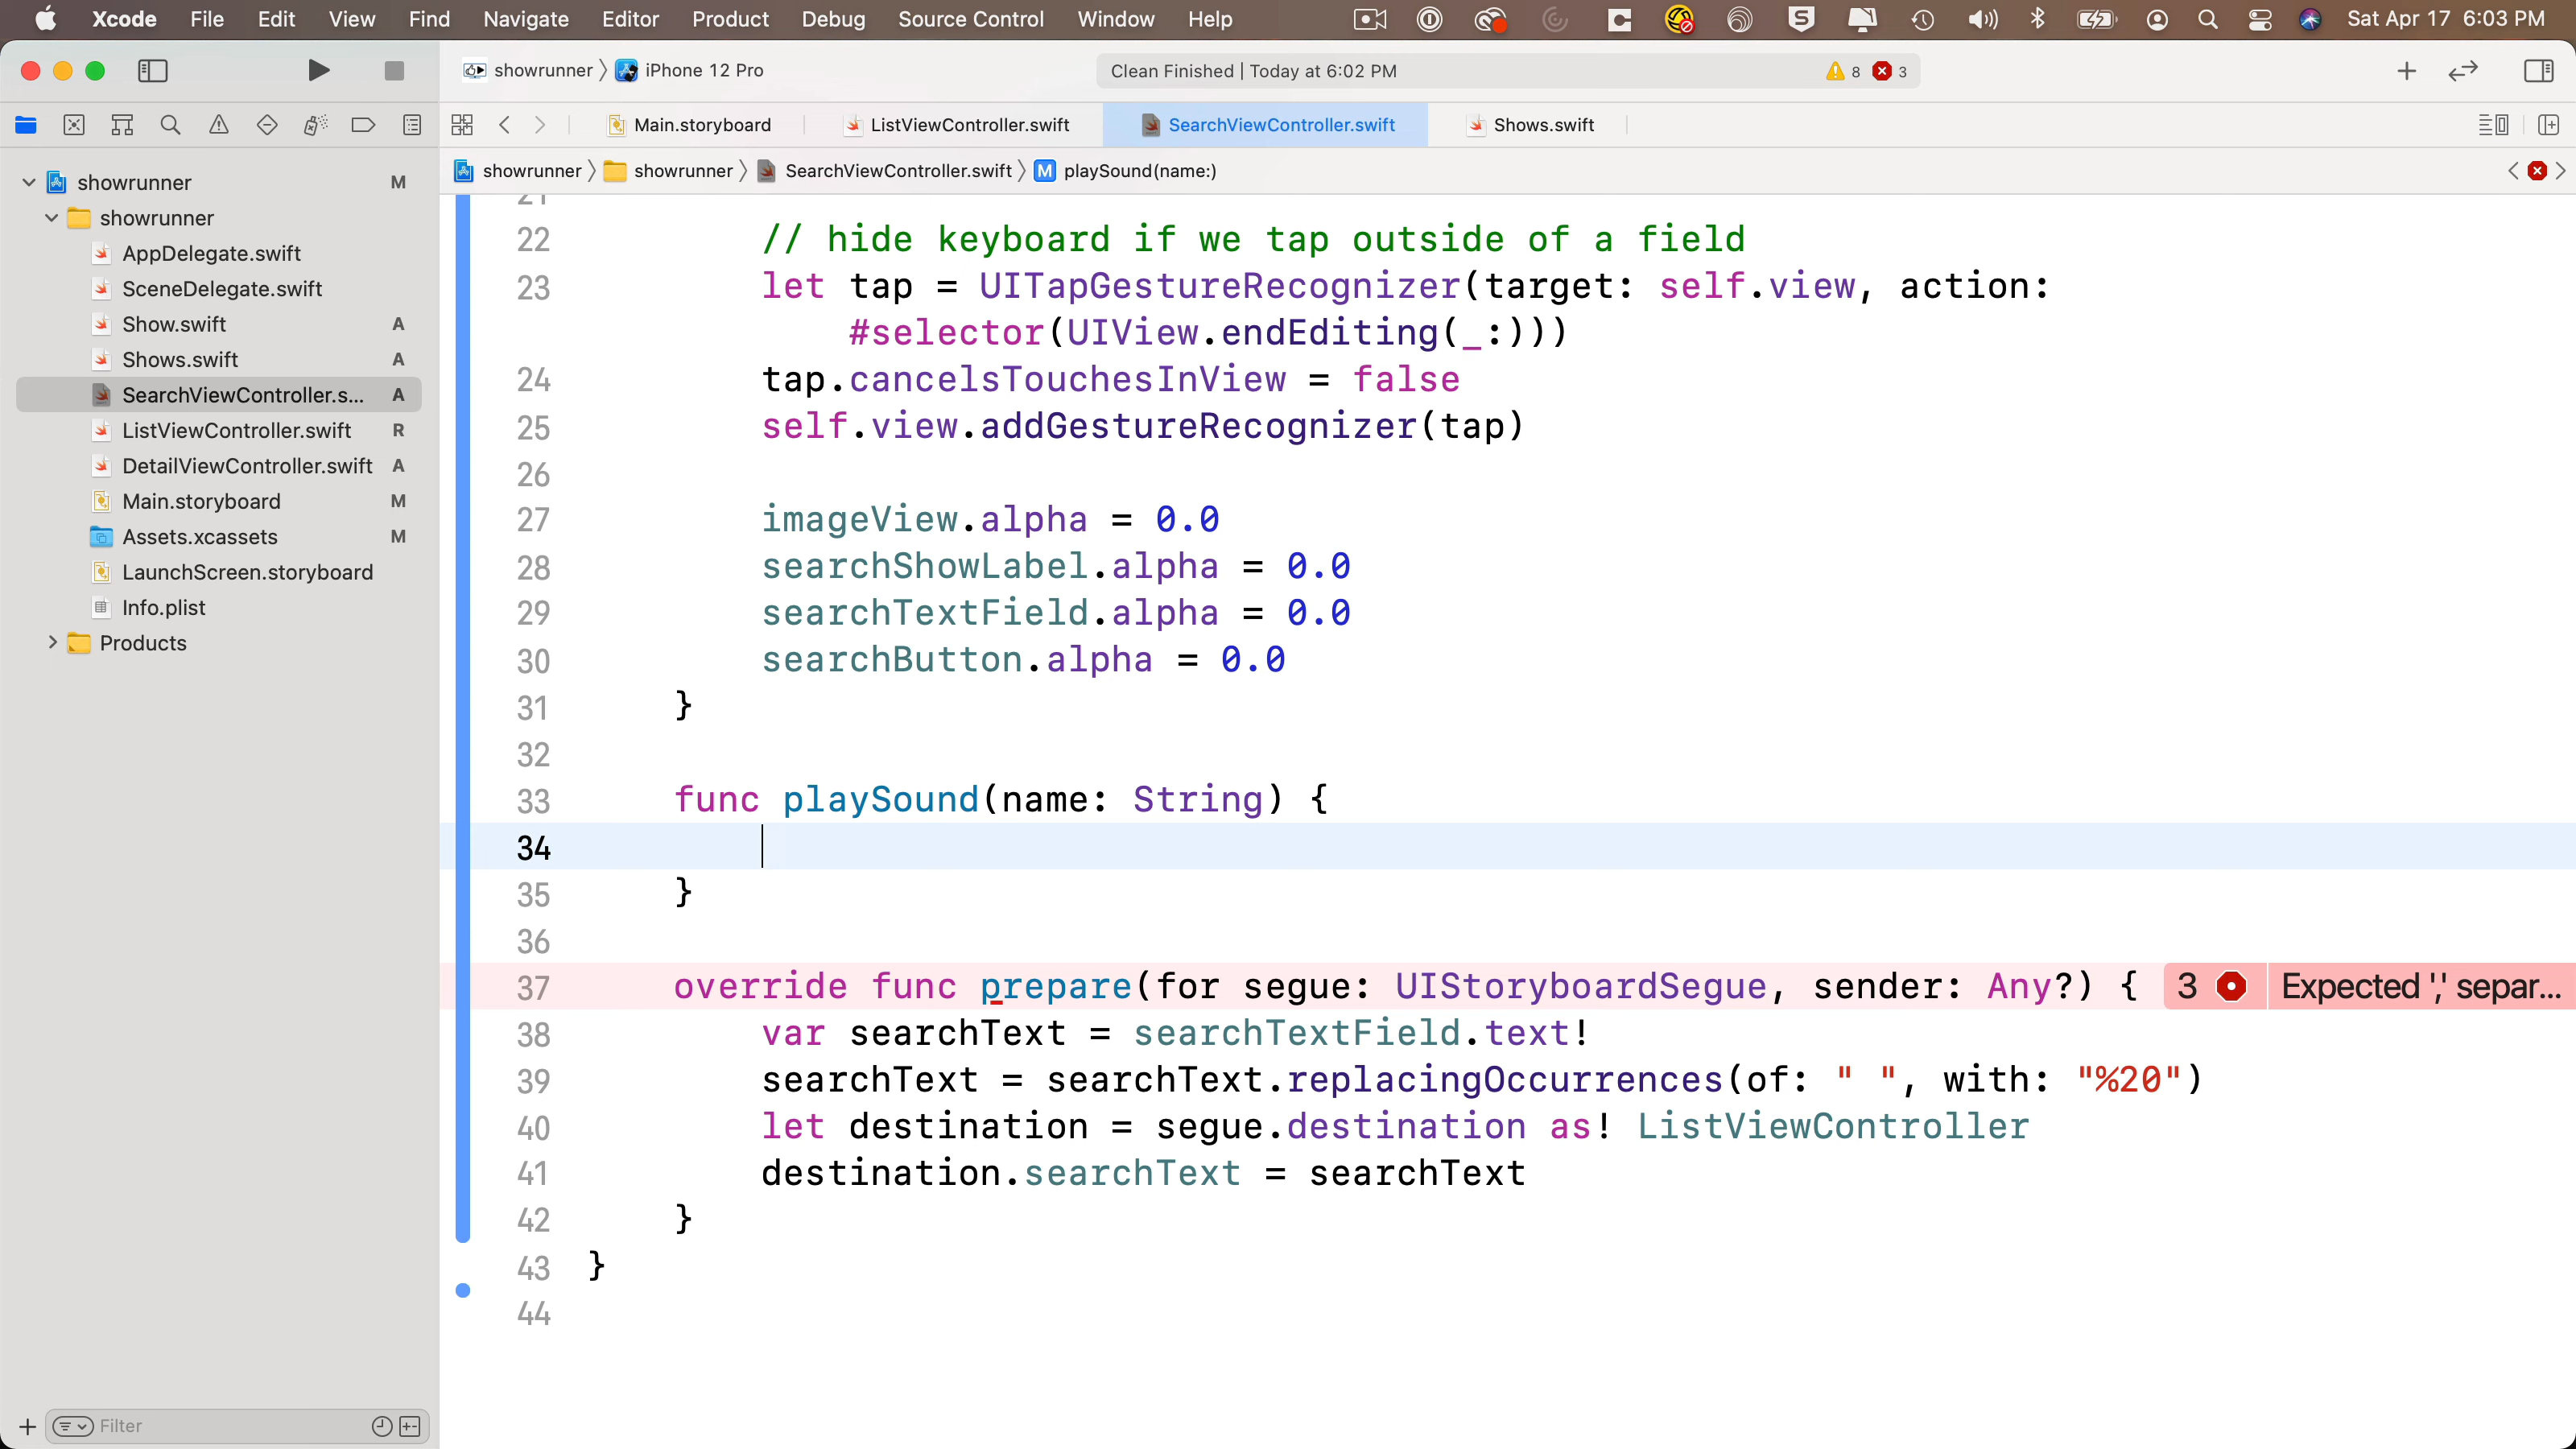 Xcode File Edit View Find Navigate Editor Product Debug Source Control Window Help Sat Apr 17 6:03 PM
showrunner iPhone 12 Pro Clean Finished | Today at 6:02 PM 8 3
Main.storyboard ListViewController.swift SearchViewController.swift Shows.swift
showrunner showrunner SearchViewController.swift M playSound(name:)
showrunner M
showrunner
AppDelegate.swift
SceneDelegate.swift
Show.swift A
Shows.swift A
SearchViewController.s... A
ListViewController.swift R
DetailViewController.swift A
Main.storyboard M
Assets.xcassets M
LaunchScreen.storyboard
Info.plist
Products
Filter
21
22 // hide keyboard if we tap outside of a field
23 let tap = UITapGestureRecognizer(target: self.view, action:
#selector(UIView.endEditing(_:)))
24 tap.cancelsTouchesInView = false
25 self.view.addGestureRecognizer(tap)
26
27 imageView.alpha = 0.0
28 searchShowLabel.alpha = 0.0
29 searchTextField.alpha = 0.0
30 searchButton.alpha = 0.0
31 }
32
33 func playSound(name: String) {
34
35 }
36
37 override func prepare(for segue: UIStoryboardSegue, sender: Any?) { 3 Expected ',' separ...
38 var searchText = searchTextField.text!
39 searchText = searchText.replacingOccurrences(of: " ", with: "%20")
40 let destination = segue.destination as! ListViewController
41 destination.searchText = searchText
42 }
43 }
44